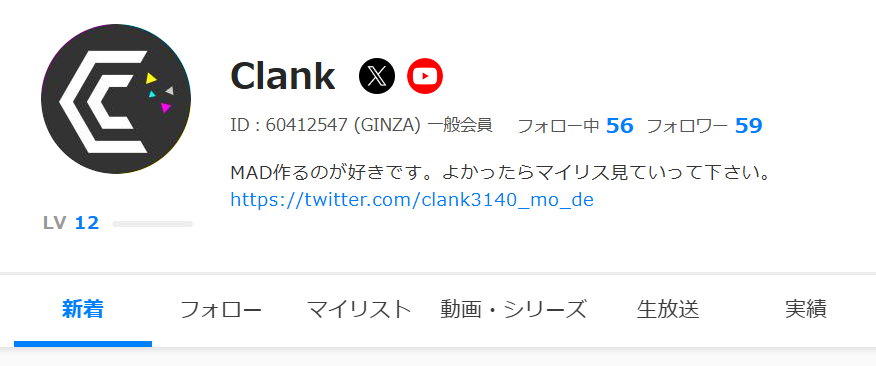 Clank
ID : 60412547 (GINZA) 一般会員 フォロー中 56 フォロワー 59
MAD作るのが好きです。よかったらマイリス見ていって下さい。
https://twitter.com/clank3140_mo_de
LV 12
新着 フォロー マイリスト 動画・シリーズ 生放送 実績